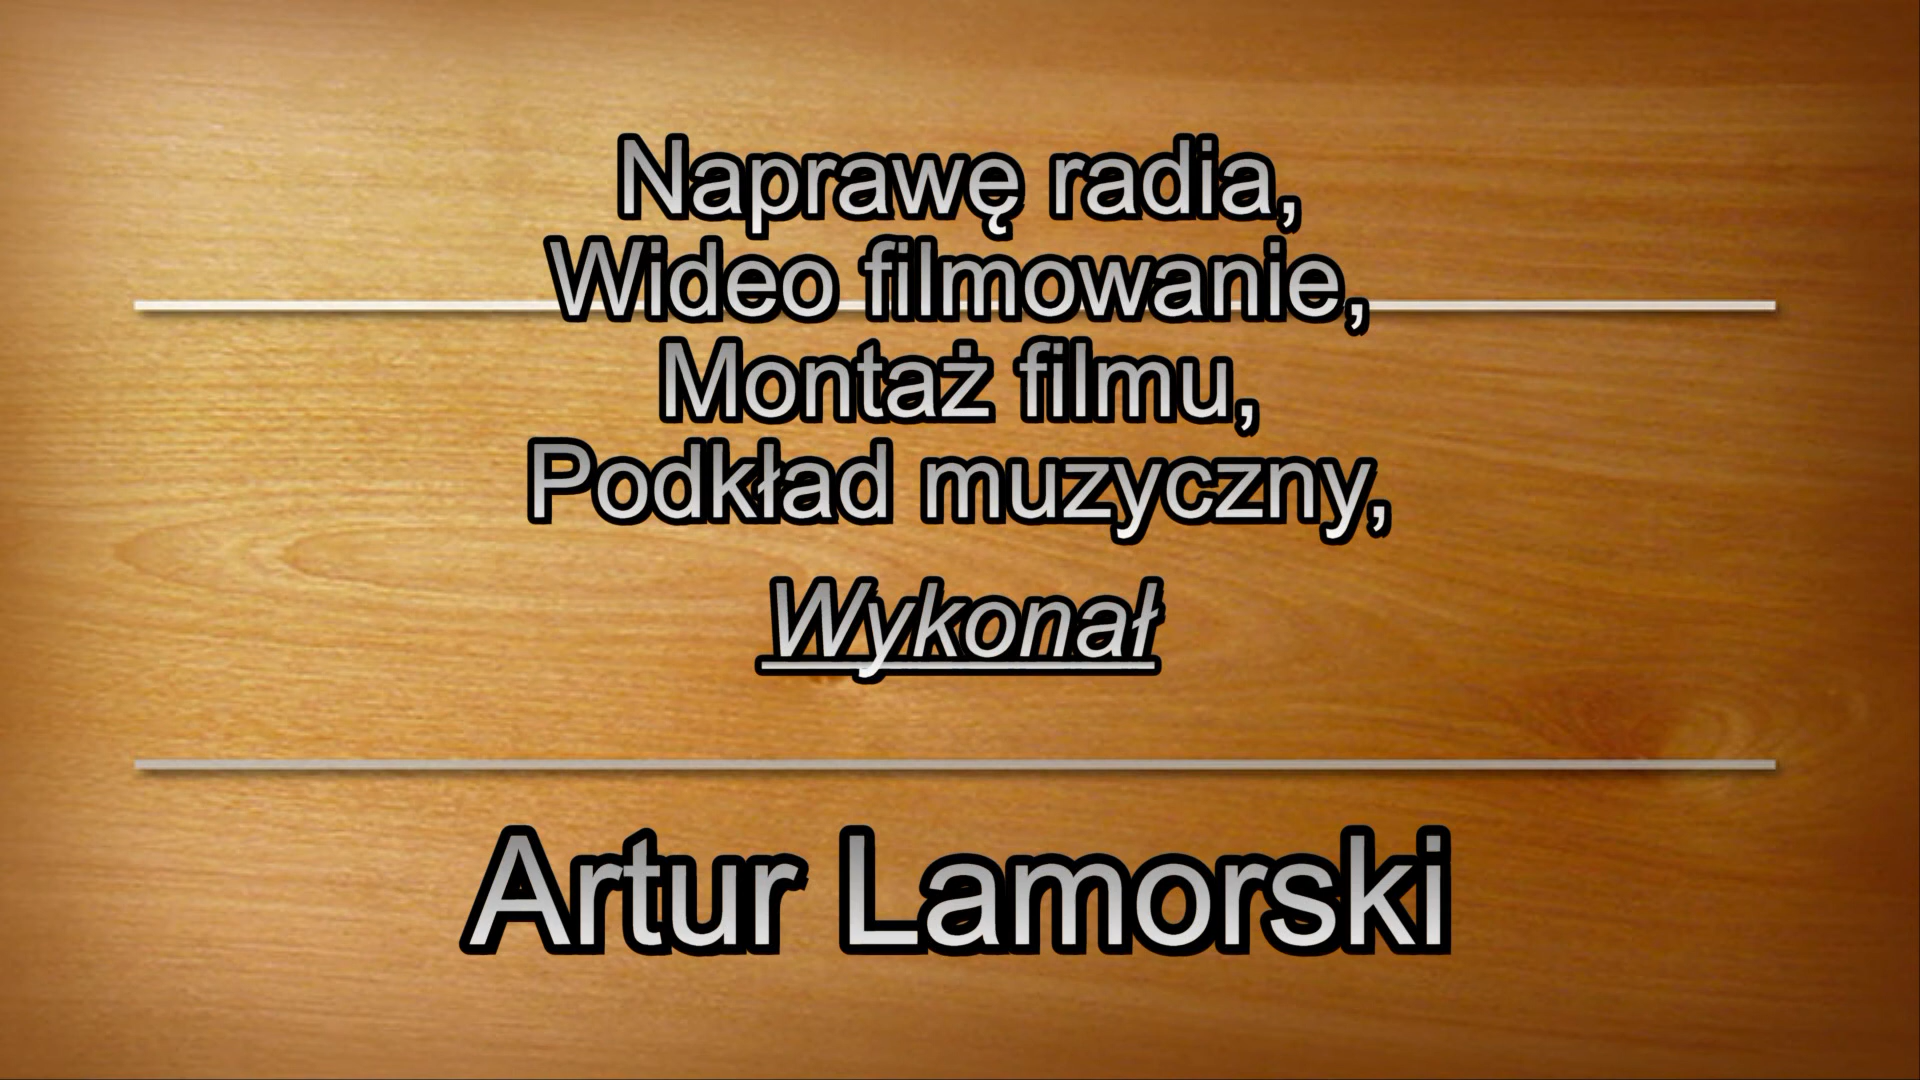 Naprawę radia,
Wideo filmowanie,
Montaż filmu,
Podkład muzyczny,
Wykonał
Artur Lamorski